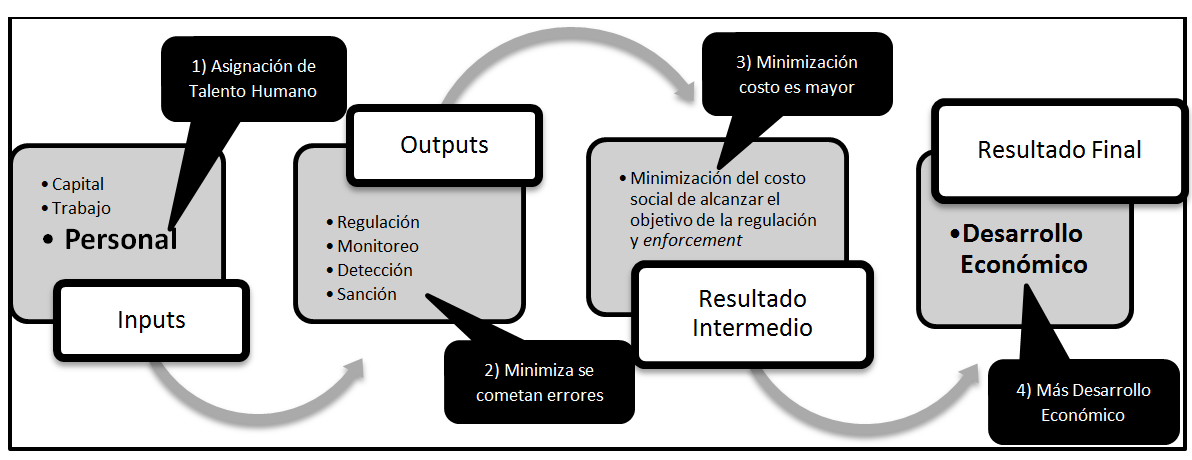 1) Asignación de
Talento Humano
• Capital
• Trabajo
• Personal
Inputs
Outputs
• Regulación
• Monitoreo
• Detección
• Sanción
2) Minimiza se
cometan errores
3) Minimización
costo es mayor
• Minimización del costo
social de alcanzar el
objetivo de la regulación
y enforcement
Resultado
Intermedio
Resultado Final
•Desarrollo
Económico
4) Más Desarrollo
Económico